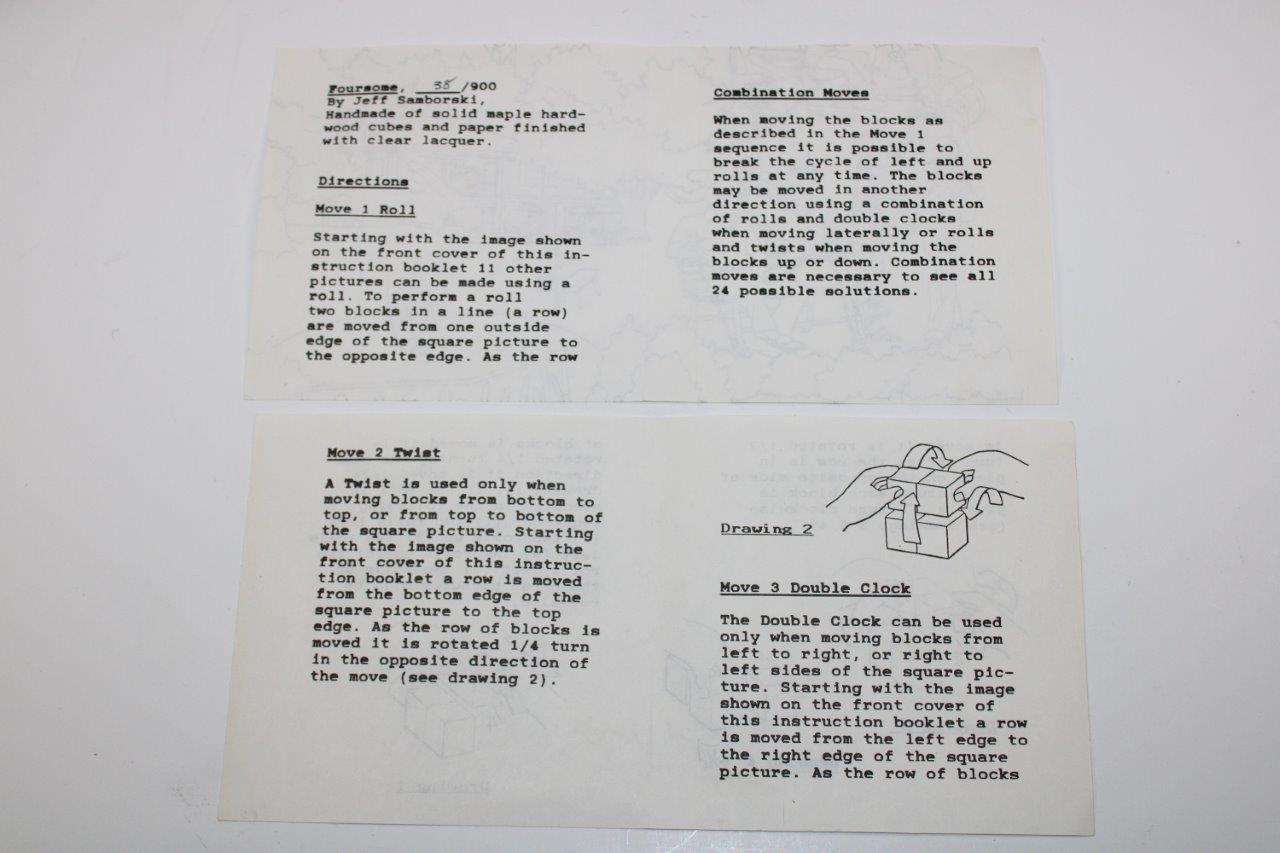 Foursome, 38/900
By Jeff Samborski,
Handmade of solid maple hard-
wood cubes and paper finished
with clear lacquer.
Directions
Move 1 Roll
Starting with the image shown
on the front cover of this in-
struction booklet 11 other
pictures can be made using a
roll. To perform a roll
two blocks in a line (a row)
are moved from one outside
edge of the square picture to
the opposite edge. As the row
Combination Moves
When moving the blocks as
described in the Move 1
sequence it is possible to
break the cycle of left and up
rolls at any time. The blocks
may be moved in another
direction using a combination
of rolls and double clocks
when moving laterally or rolls
and twists when moving the
blocks up or down. Combination
moves are necessary to see all
24 possible solutions.
Move 2 Twist
A Twist is used only when
moving blocks from bottom to
top, or from top to bottom of
the square picture. Starting
with the image shown on the
front cover of this instruc-
tion booklet a row is moved
from the bottom edge of the
square picture to the top
edge. As the row of blocks is
moved it is rotated 1/4 turn
in the opposite direction of
the move (see drawing 2).
Drawing 2
Move 3 Double Clock
The Double Clock can be used
only when moving blocks from
left to right, or right to
left sides of the square pic-
ture. Starting with the image
shown on the front cover of
this instruction booklet a row
is moved from the left edge to
the right edge of the square
picture. As the row of blocks